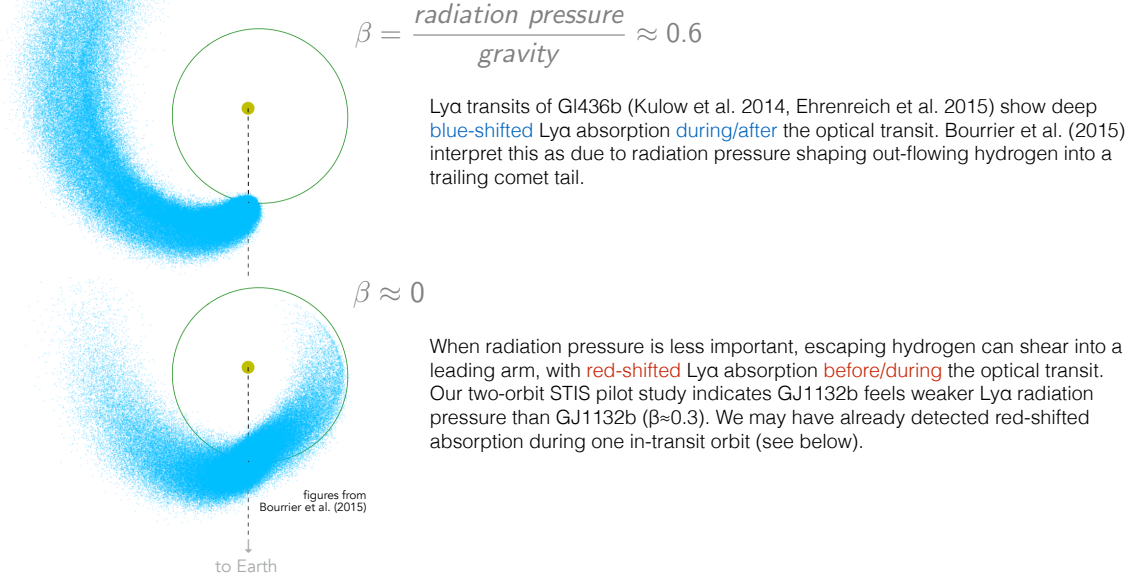 β = radiation pressure / gravity ≈ 0.6
Lyα transits of Gl436b (Kulow et al. 2014, Ehrenreich et al. 2015) show deep
blue-shifted Lyα absorption during/after the optical transit. Bourrier et al. (2015)
interpret this as due to radiation pressure shaping out-flowing hydrogen into a
trailing comet tail.
β ≈ 0
When radiation pressure is less important, escaping hydrogen can shear into a
leading arm, with red-shifted Lyα absorption before/during the optical transit.
Our two-orbit STIS pilot study indicates GJ1132b feels weaker Lyα radiation
pressure than GJ1132b (β≈0.3). We may have already detected red-shifted
absorption during one in-transit orbit (see below).
figures from
Bourrier et al. (2015)
to Earth